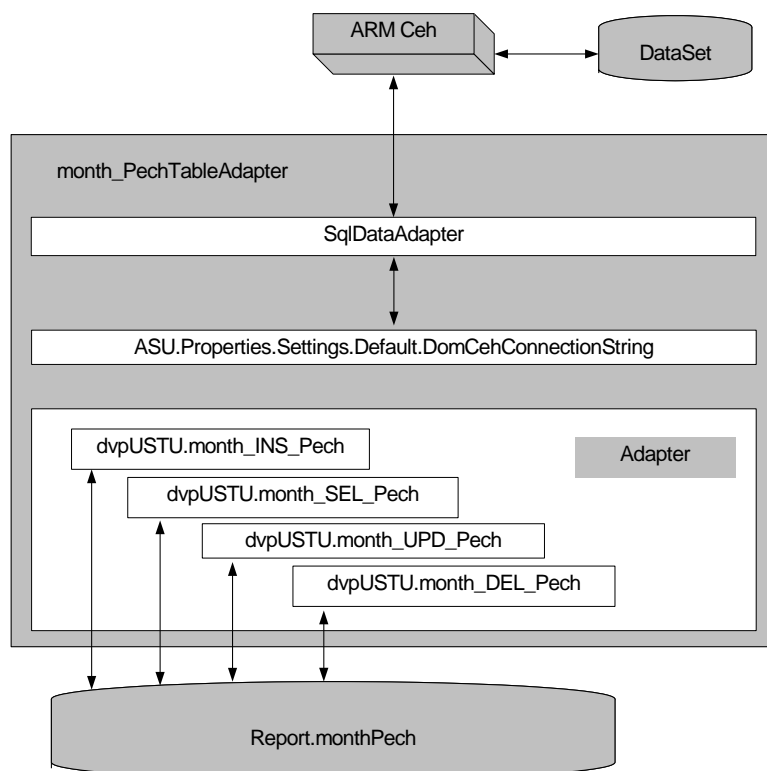 ARM Ceh
DataSet
month_PechTableAdapter
SqlDataAdapter
ASU.Properties.Settings.Default.DomCehConnectionString
dvpUSTU.month_INS_Pech
Adapter
dvpUSTU.month_SEL_Pech
dvpUSTU.month_UPD_Pech
dvpUSTU.month_DEL_Pech
Report.monthPech